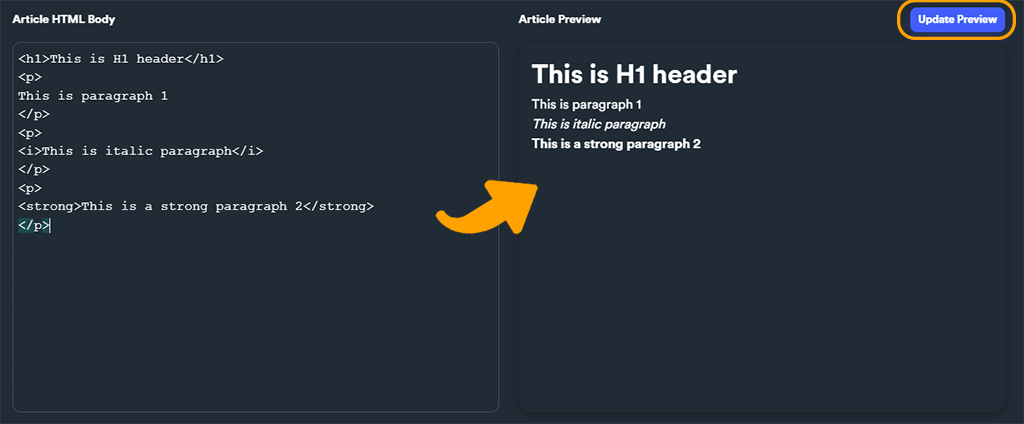 Article HTML Body
<h1>This is H1 header</h1>
<p>
This is paragraph 1
</p>
<p>
<i>This is italic paragraph</i>
</p>
<p>
<strong>This is a strong paragraph 2</strong>
</p>
Article Preview
Update Preview
This is H1 header
This is paragraph 1
This is italic paragraph
This is a strong paragraph 2